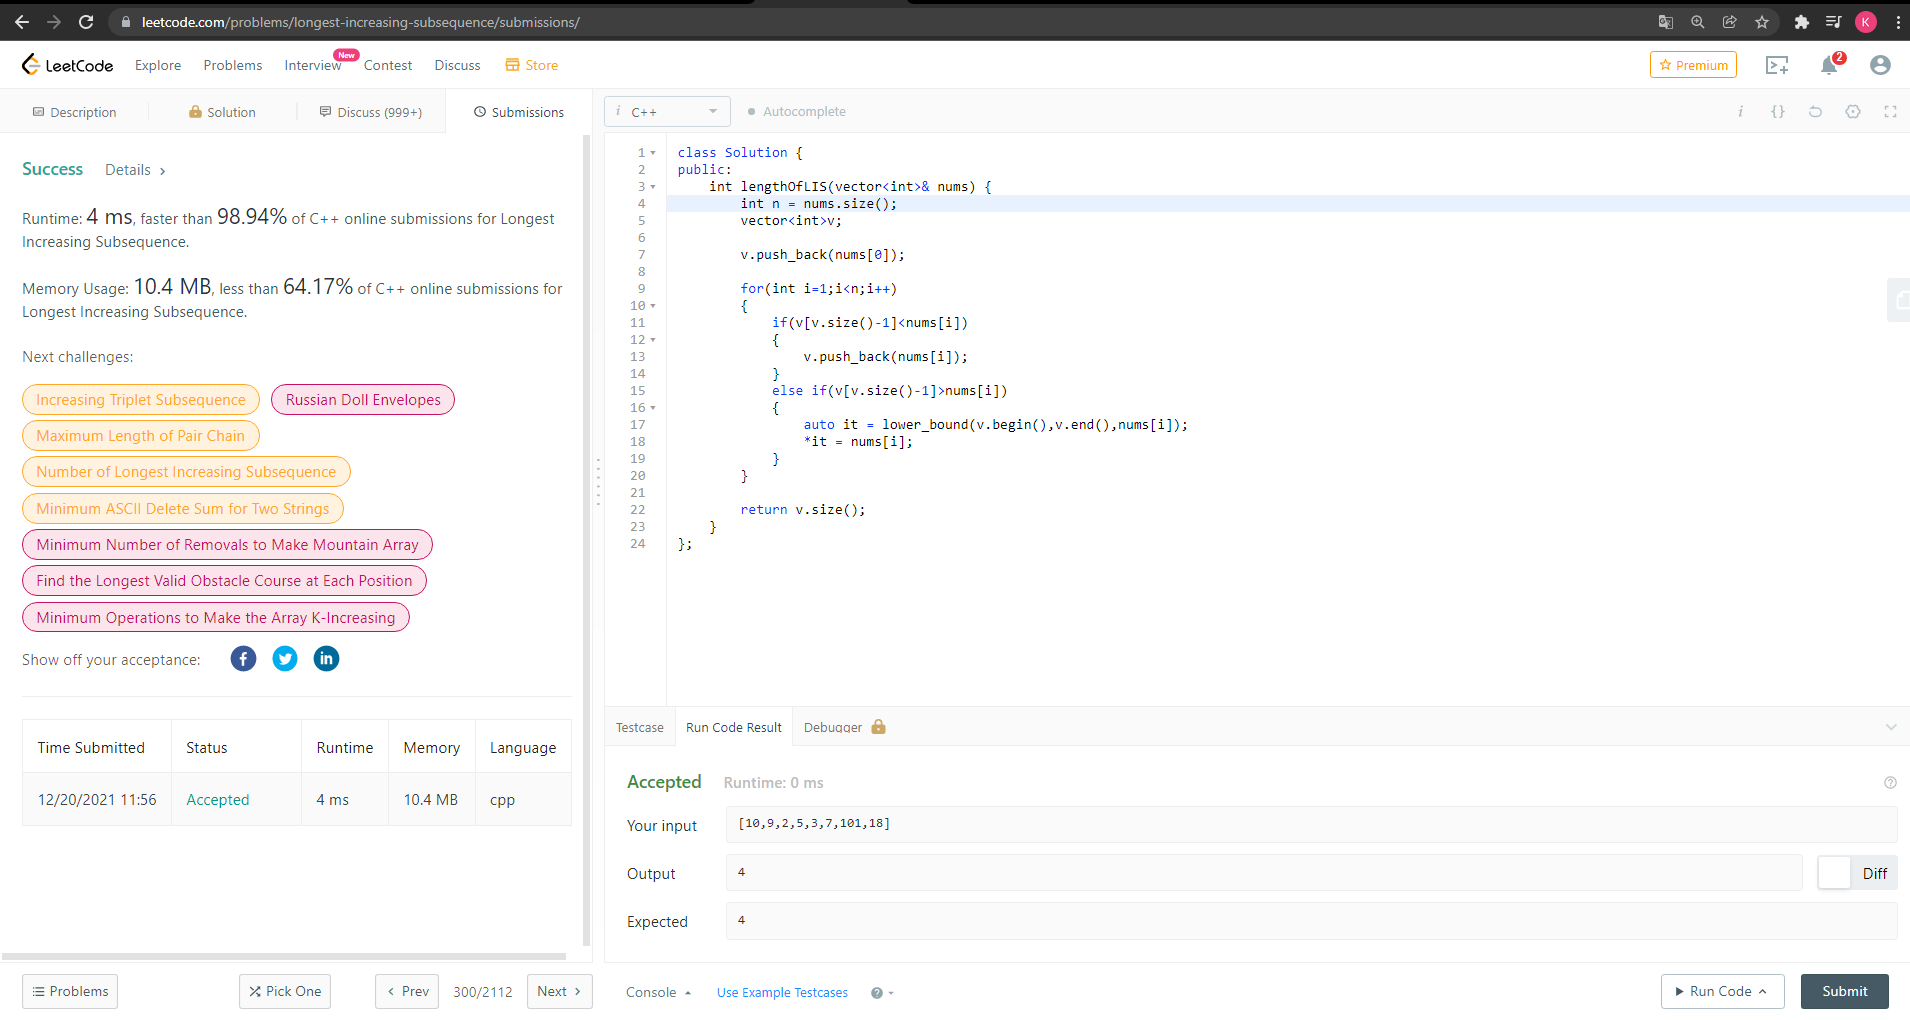 leetcode.com/problems/longest-increasing-subsequence/submissions/
K
LeetCode
Explore
Problems
Interview
New
Contest
Discuss
Store
Premium
2
Description
Solution
Discuss (999+)
Submissions
i C++
Autocomplete
i {}
Success
Details
Runtime: 4 ms, faster than 98.94% of C++ online submissions for Longest
Increasing Subsequence.
Memory Usage: 10.4 MB, less than 64.17% of C++ online submissions for
Longest Increasing Subsequence.
Next challenges:
Increasing Triplet Subsequence
Russian Doll Envelopes
Maximum Length of Pair Chain
Number of Longest Increasing Subsequence
Minimum ASCII Delete Sum for Two Strings
Minimum Number of Removals to Make Mountain Array
Find the Longest Valid Obstacle Course at Each Position
Minimum Operations to Make the Array K-Increasing
Show off your acceptance:
f in
Time Submitted Status Runtime Memory Language
12/20/2021 11:56 Accepted 4 ms 10.4 MB cpp
1 class Solution {
2 public:
3     int lengthOfLIS(vector<int>& nums) {
4         int n = nums.size();
5         vector<int>v;
6
7         v.push_back(nums[0]);
8
9         for(int i=1;i<n;i++)
10         {
11             if(v[v.size()-1]<nums[i])
12             {
13                 v.push_back(nums[i]);
14             }
15             else if(v[v.size()-1]>nums[i])
16             {
17                 auto it = lower_bound(v.begin(),v.end(),nums[i]);
18                 *it = nums[i];
19             }
20         }
21
22         return v.size();
23     }
24 };
Testcase
Run Code Result
Debugger
Accepted
Runtime: 0 ms
Your input
[10,9,2,5,3,7,101,18]
Output
4
Diff
Expected
4
Problems
Pick One
Prev
300/2112
Next
Console
Use Example Testcases
Run Code
Submit